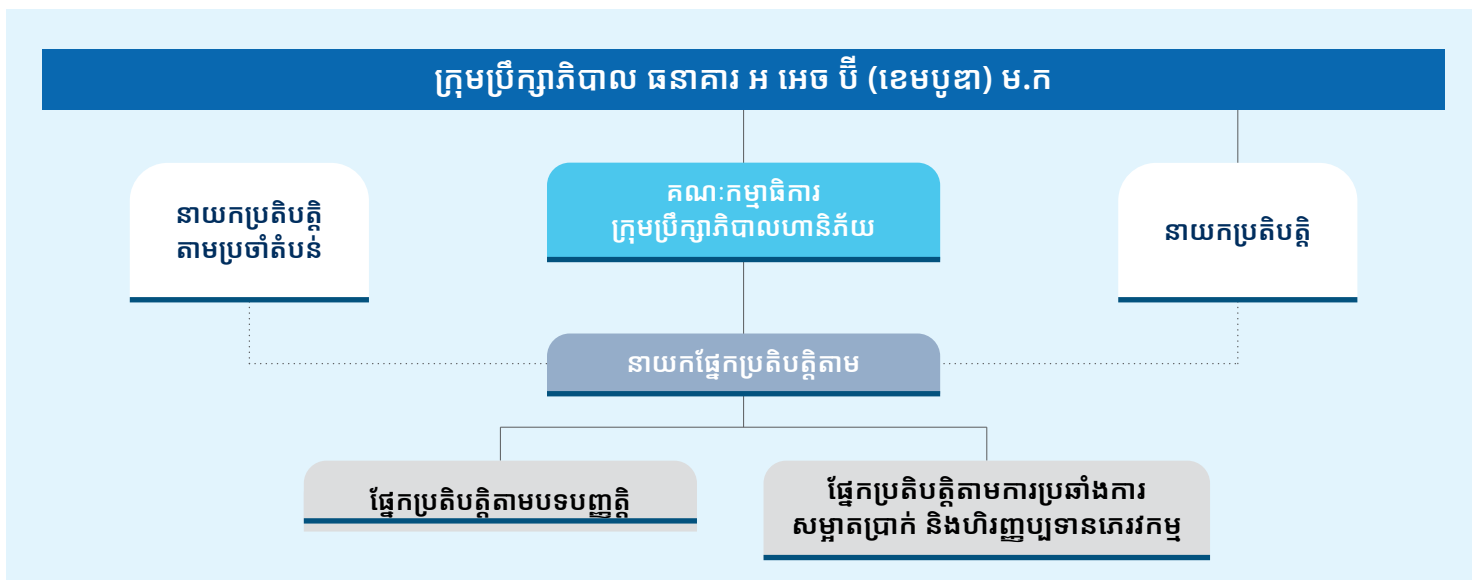 ក្រុមប្រឹក្សាភិបាល ធនាគារ អ អេច ប៊ី (ខេមបូឌា) ម.ក
នាយកប្រតិបត្តិ
តាមប្រចាំតំបន់
គណៈកម្មាធិការ
ក្រុមប្រឹក្សាភិបាលហានិភ័យ
នាយកប្រតិបត្តិ
នាយកផ្នែកប្រតិបត្តិតាម
ផ្នែកប្រតិបត្តិតាមបទបញ្ញត្តិ
ផ្នែកប្រតិបត្តិតាមការប្រឆាំងការ
សម្អាតប្រាក់ និងហិរញ្ញប្បទានភេរវកម្ម